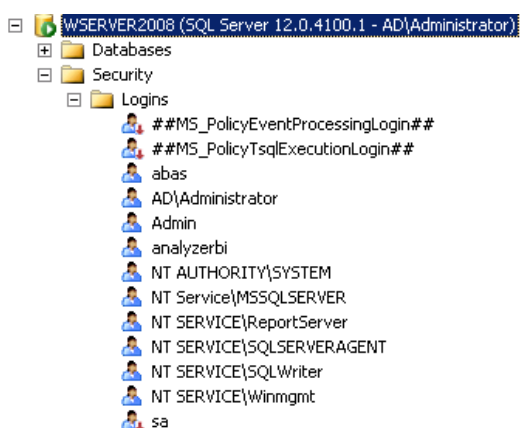 WSERVER2008 (SQL Server 12.0.4100.1 - AD\Administrator)
Databases
Security
Logins
##MS_PolicyEventProcessingLogin##
##MS_PolicyTsqlExecutionLogin##
abas
AD\Administrator
Admin
analyzerbi
NT AUTHORITY\SYSTEM
NT Service\MSSQLSERVER
NT SERVICE\ReportServer
NT SERVICE\SQLSERVERAGENT
NT SERVICE\SQLWriter
NT SERVICE\Winmgmt
sa